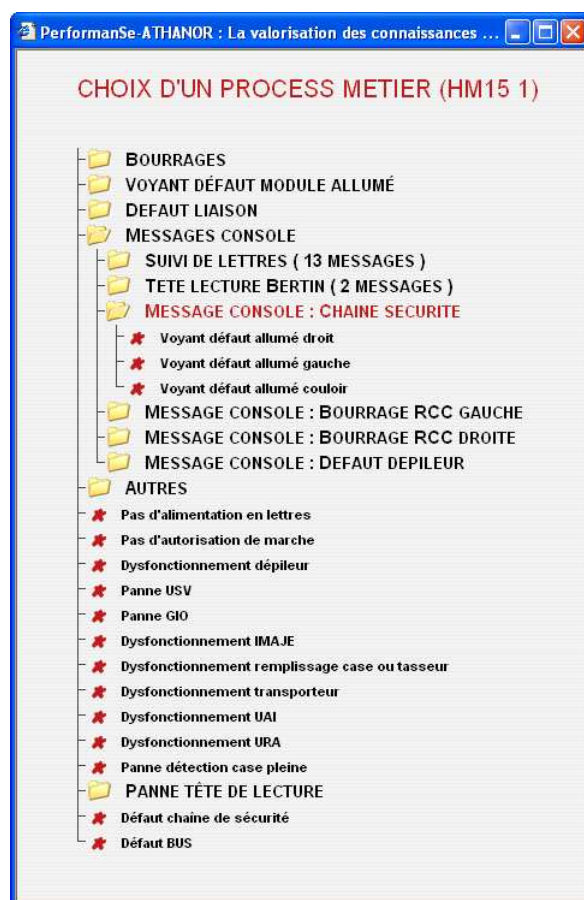 PerformanSe-ATHANOR : La valorisation des connaissances ...
CHOIX D'UN PROCESS METIER (HM15 1)
BOURRAGES
VOYANT DÉFAUT MODULE ALLUMÉ
DEFAUT LIAISON
MESSAGES CONSOLE
SUIVI DE LETTRES ( 13 MESSAGES )
TETE LECTURE BERTIN ( 2 MESSAGES )
MESSAGE CONSOLE : CHAINE SECURITE
Voyant défaut allumé droit
Voyant défaut allumé gauche
Voyant défaut allumé couloir
MESSAGE CONSOLE : BOURRAGE RCC GAUCHE
MESSAGE CONSOLE : BOURRAGE RCC DROITE
MESSAGE CONSOLE : DEFAUT DEPILEUR
AUTRES
Pas d'alimentation en lettres
Pas d'autorisation de marche
Dysfonctionnement dépileur
Panne USV
Panne GIO
Dysfonctionnement IMAJE
Dysfonctionnement remplissage case ou tasseur
Dysfonctionnement transporteur
Dysfonctionnement UAI
Dysfonctionnement URA
Panne détection case pleine
PANNE TÊTE DE LECTURE
Défaut chaîne de sécurité
Défaut BUS